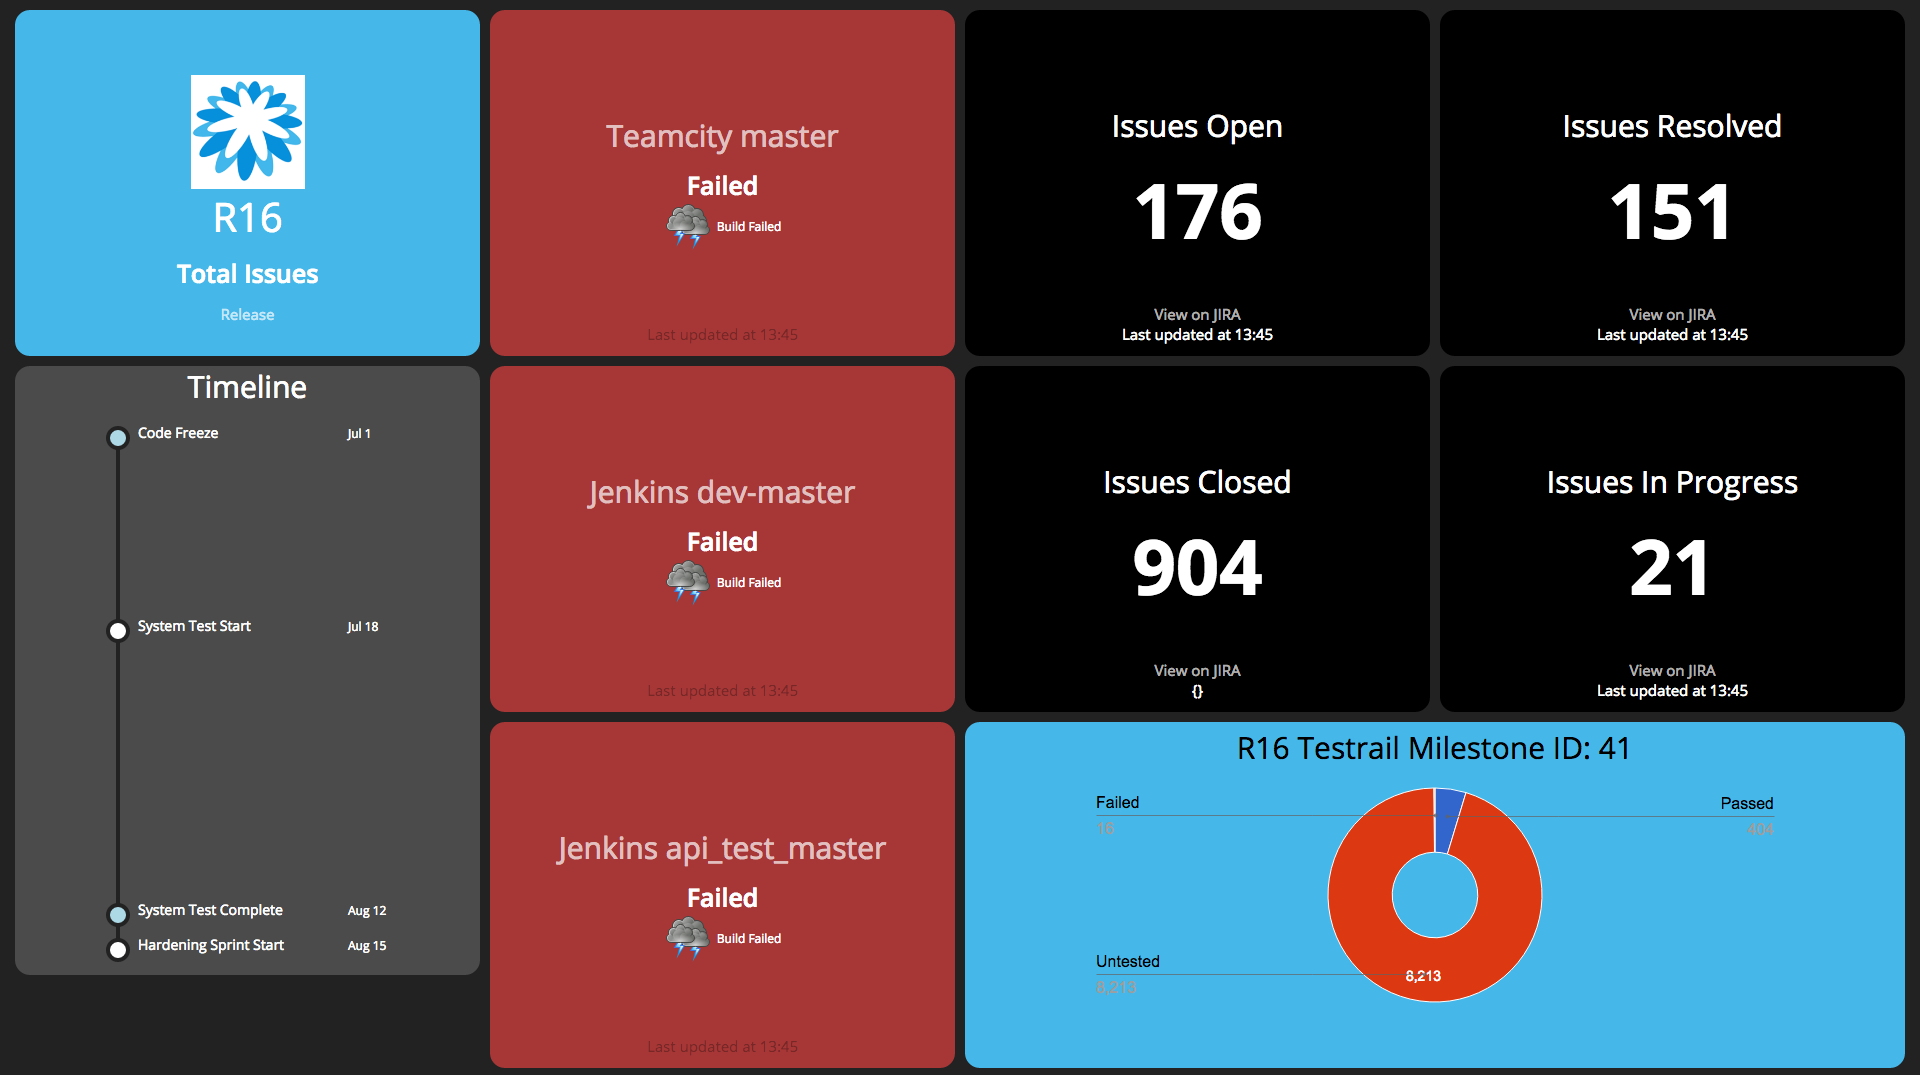 R16
Total Issues
Release
Teamcity master
Failed
Build Failed
Last updated at 13:45
Issues Open
176
View on JIRA
Last updated at 13:45
Issues Resolved
151
View on JIRA
Last updated at 13:45
Timeline
Code Freeze Jul 1
System Test Start Jul 18
System Test Complete Aug 12
Hardening Sprint Start Aug 15
Jenkins dev-master
Failed
Build Failed
Last updated at 13:45
Issues Closed
904
View on JIRA
{}
Issues In Progress
21
View on JIRA
Last updated at 13:45
Jenkins api_test_master
Failed
Build Failed
Last updated at 13:45
R16 Testrail Milestone ID: 41
Failed
16
Passed
404
Untested
8,213
8,213